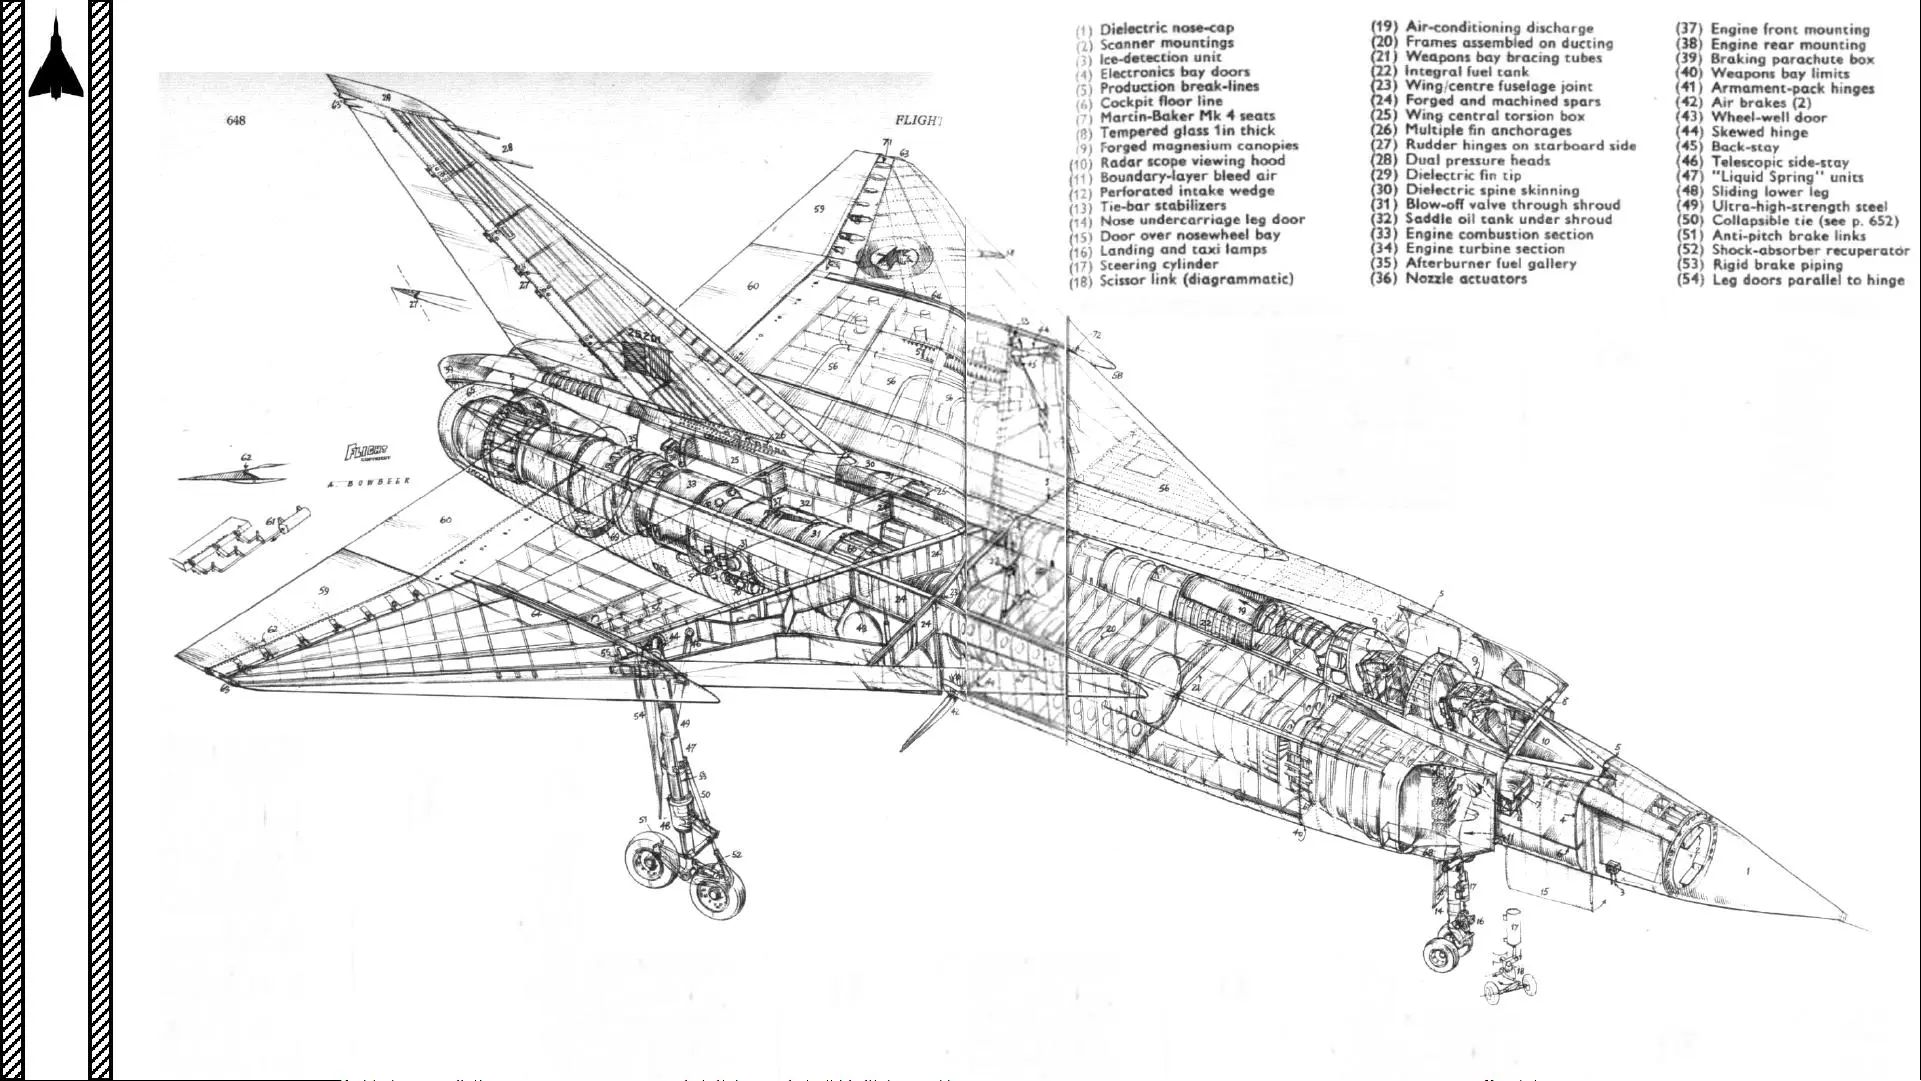 (1) Dielectric nose-cap
(2) Scanner mountings
(3) Ice-detection unit
(4) Electronics bay doors
(5) Production break-lines
(6) Cockpit floor line
(7) Martin-Baker Mk 4 seats
(8) Tempered glass 1in thick
(9) Forged magnesium canopies
(10) Radar scope viewing hood
(11) Boundary-layer bleed air
(12) Perforated intake wedge
(13) Tie-bar stabilizers
(14) Nose undercarriage leg door
(15) Door over nosewheel bay
(16) Landing and taxi lamps
(17) Steering cylinder
(18) Scissor link (diagrammatic)
(19) Air-conditioning discharge
(20) Frames assembled on ducting
(21) Weapons bay bracing tubes
(22) Integral fuel tank
(23) Wing/centre fuselage joint
(24) Forged and machined spars
(25) Wing central torsion box
(26) Multiple fin anchorages
(27) Rudder hinges on starboard side
(28) Dual pressure heads
(29) Dielectric fin tip
(30) Dielectric spine skinning
(31) Blow-off valve through shroud
(32) Saddle oil tank under shroud
(33) Engine combustion section
(34) Engine turbine section
(35) Afterburner fuel gallery
(36) Nozzle actuators
(37) Engine front mounting
(38) Engine rear mounting
(39) Braking parachute box
(40) Weapons bay limits
(41) Armament-pack hinges
(42) Air brakes (2)
(43) Wheel-well door
(44) Skewed hinge
(45) Back-stay
(46) Telescopic side-stay
(47) "Liquid Spring" units
(48) Sliding lower leg
(49) Ultra-high-strength steel
(50) Collapsible tie (see p. 652)
(51) Anti-pitch brake links
(52) Shock-absorber recuperator
(53) Rigid brake piping
(54) Leg doors parallel to hinge
648
FLIGHT
25201
FLIGHT
COPYRIGHT
A. BOWBEER